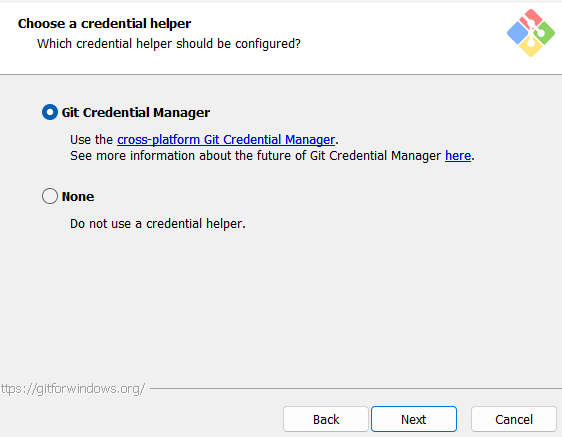 Choose a credential helper
Which credential helper should be configured?
Git Credential Manager
Use the cross-platform Git Credential Manager.
See more information about the future of Git Credential Manager here.
None
Do not use a credential helper.
ttps://gitforwindows.org/
Back
Next
Cancel